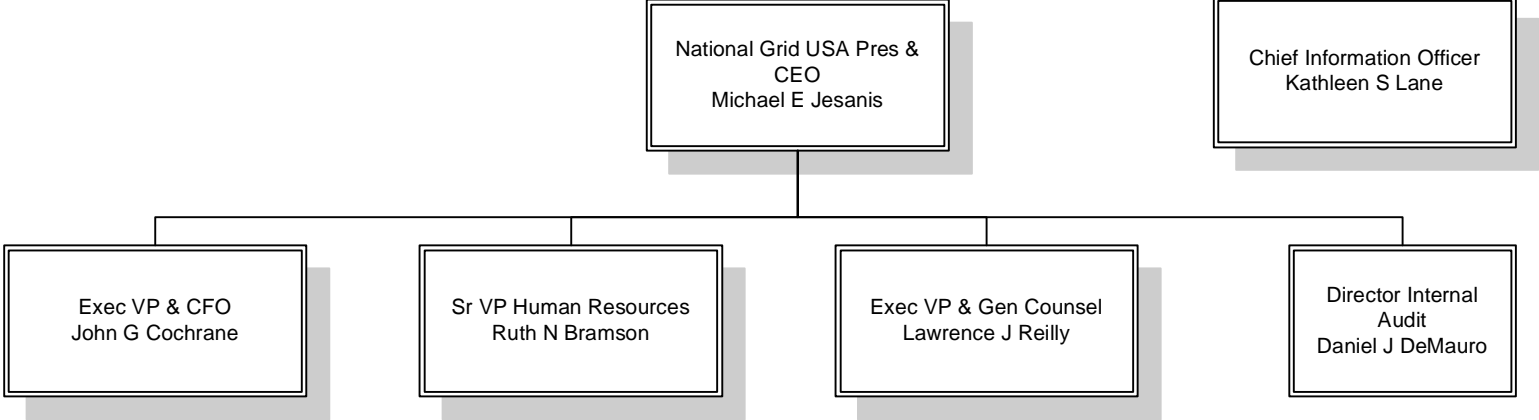 National Grid USA Pres &
CEO
Michael E Jesanis
Chief Information Officer
Kathleen S Lane
Exec VP & CFO
John G Cochrane
Sr VP Human Resources
Ruth N Bramson
Exec VP & Gen Counsel
Lawrence J Reilly
Director Internal
Audit
Daniel J DeMauro